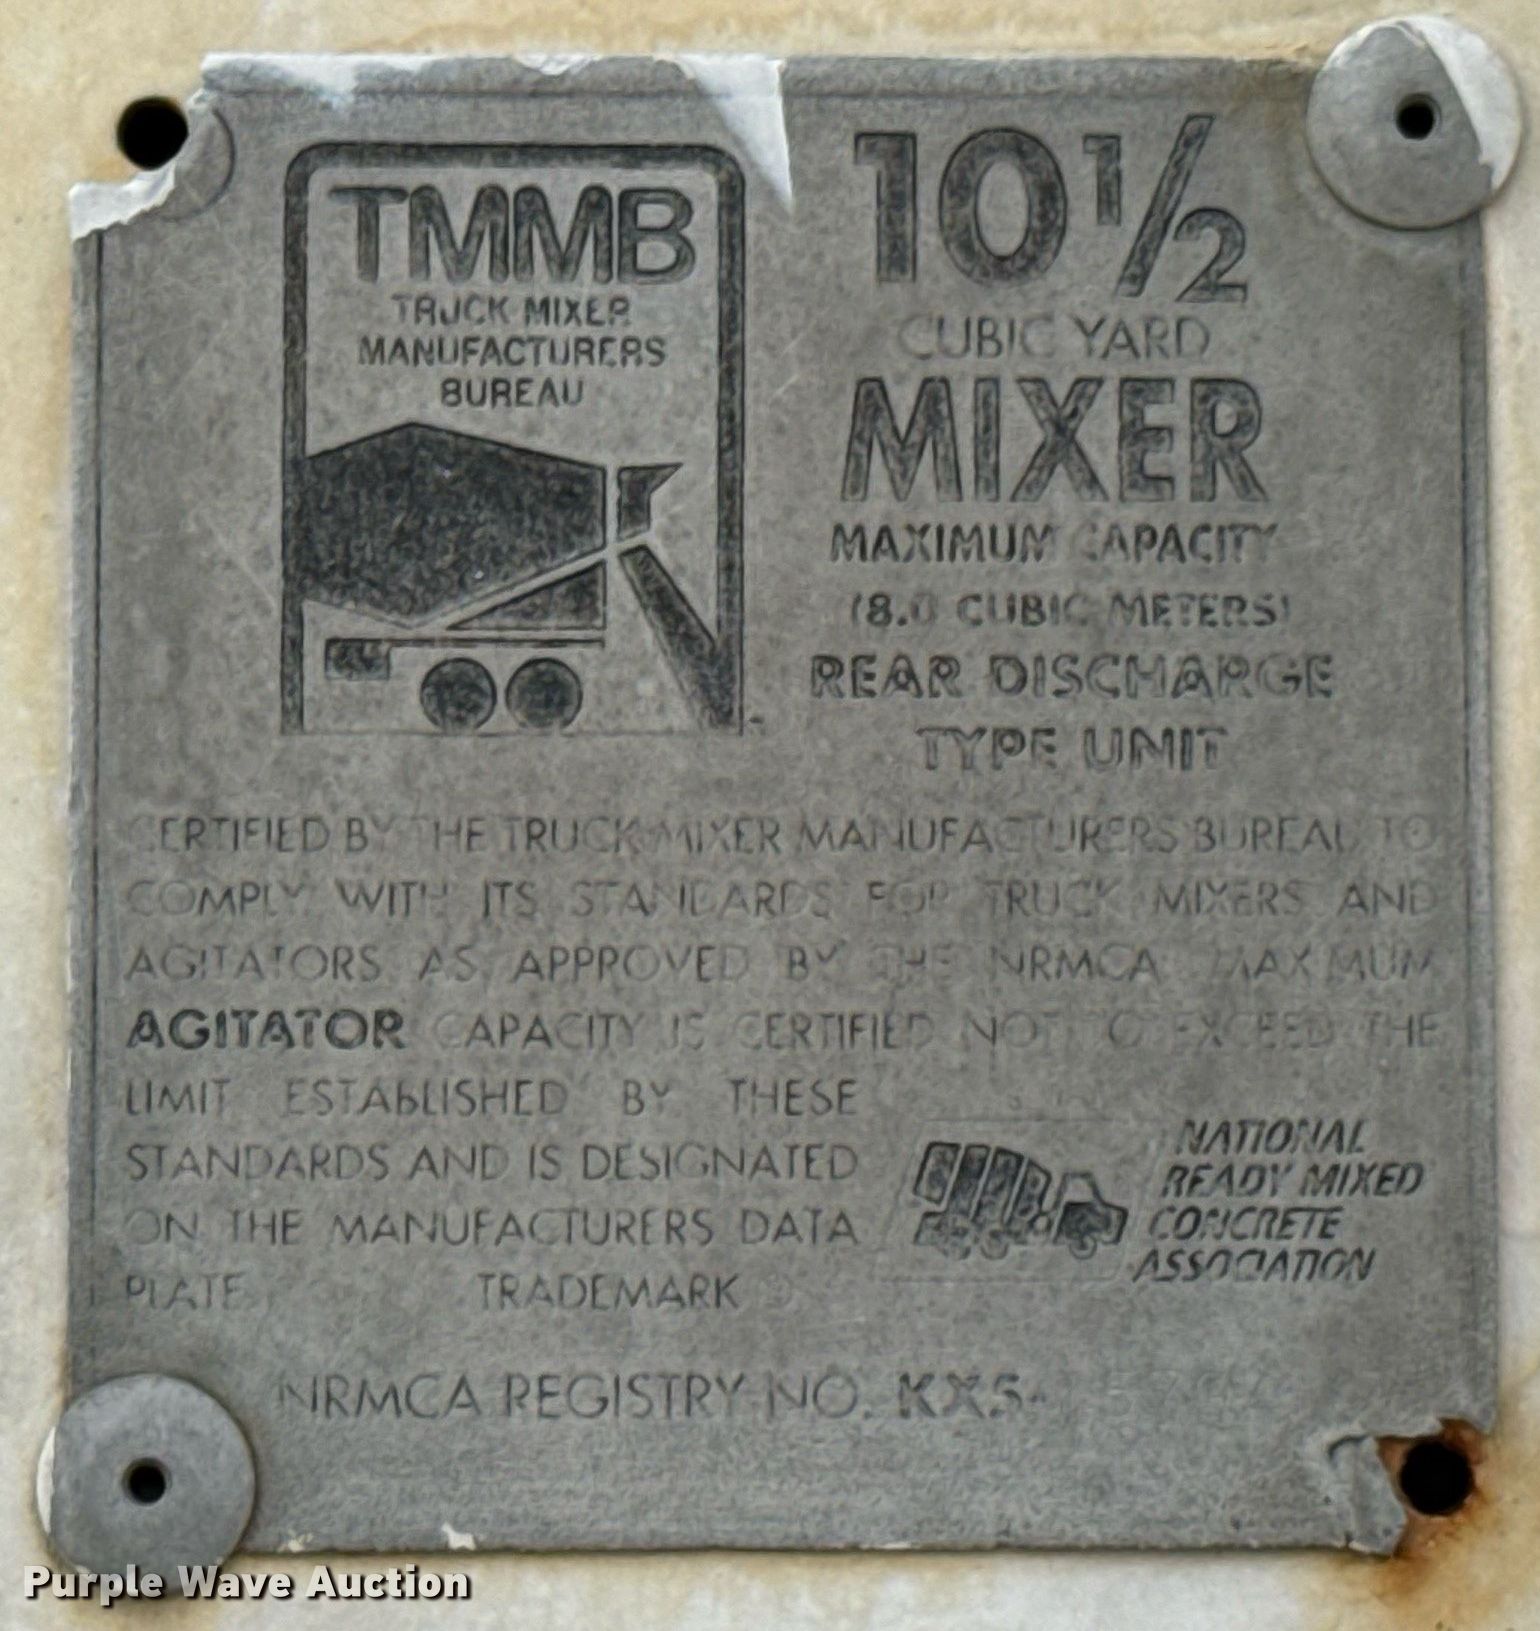 TMMB
TRUCK MIXER
MANUFACTURERS
BUREAU
10 1/2
CUBIC YARD
MIXER
MAXIMUM CAPACITY
(8.0 CUBIC METERS)
REAR DISCHARGE
TYPE UNIT
CERTIFIED BY THE TRUCK MIXER MANUFACTURERS BUREAU TO
COMPLY WITH ITS STANDARDS FOR TRUCK MIXERS AND
AGITATORS AS APPROVED BY THE NRMCA MAXIMUM
AGITATOR CAPACITY IS CERTIFIED NOT TO EXCEED THE
LIMIT ESTABLISHED BY THESE
STANDARDS AND IS DESIGNATED
ON THE MANUFACTURERS DATA
PLATE. TRADEMARK ®
NATIONAL
READY MIXED
CONCRETE
ASSOCIATION
NRMCA REGISTRY NO. KX5-
Purple Wave Auction